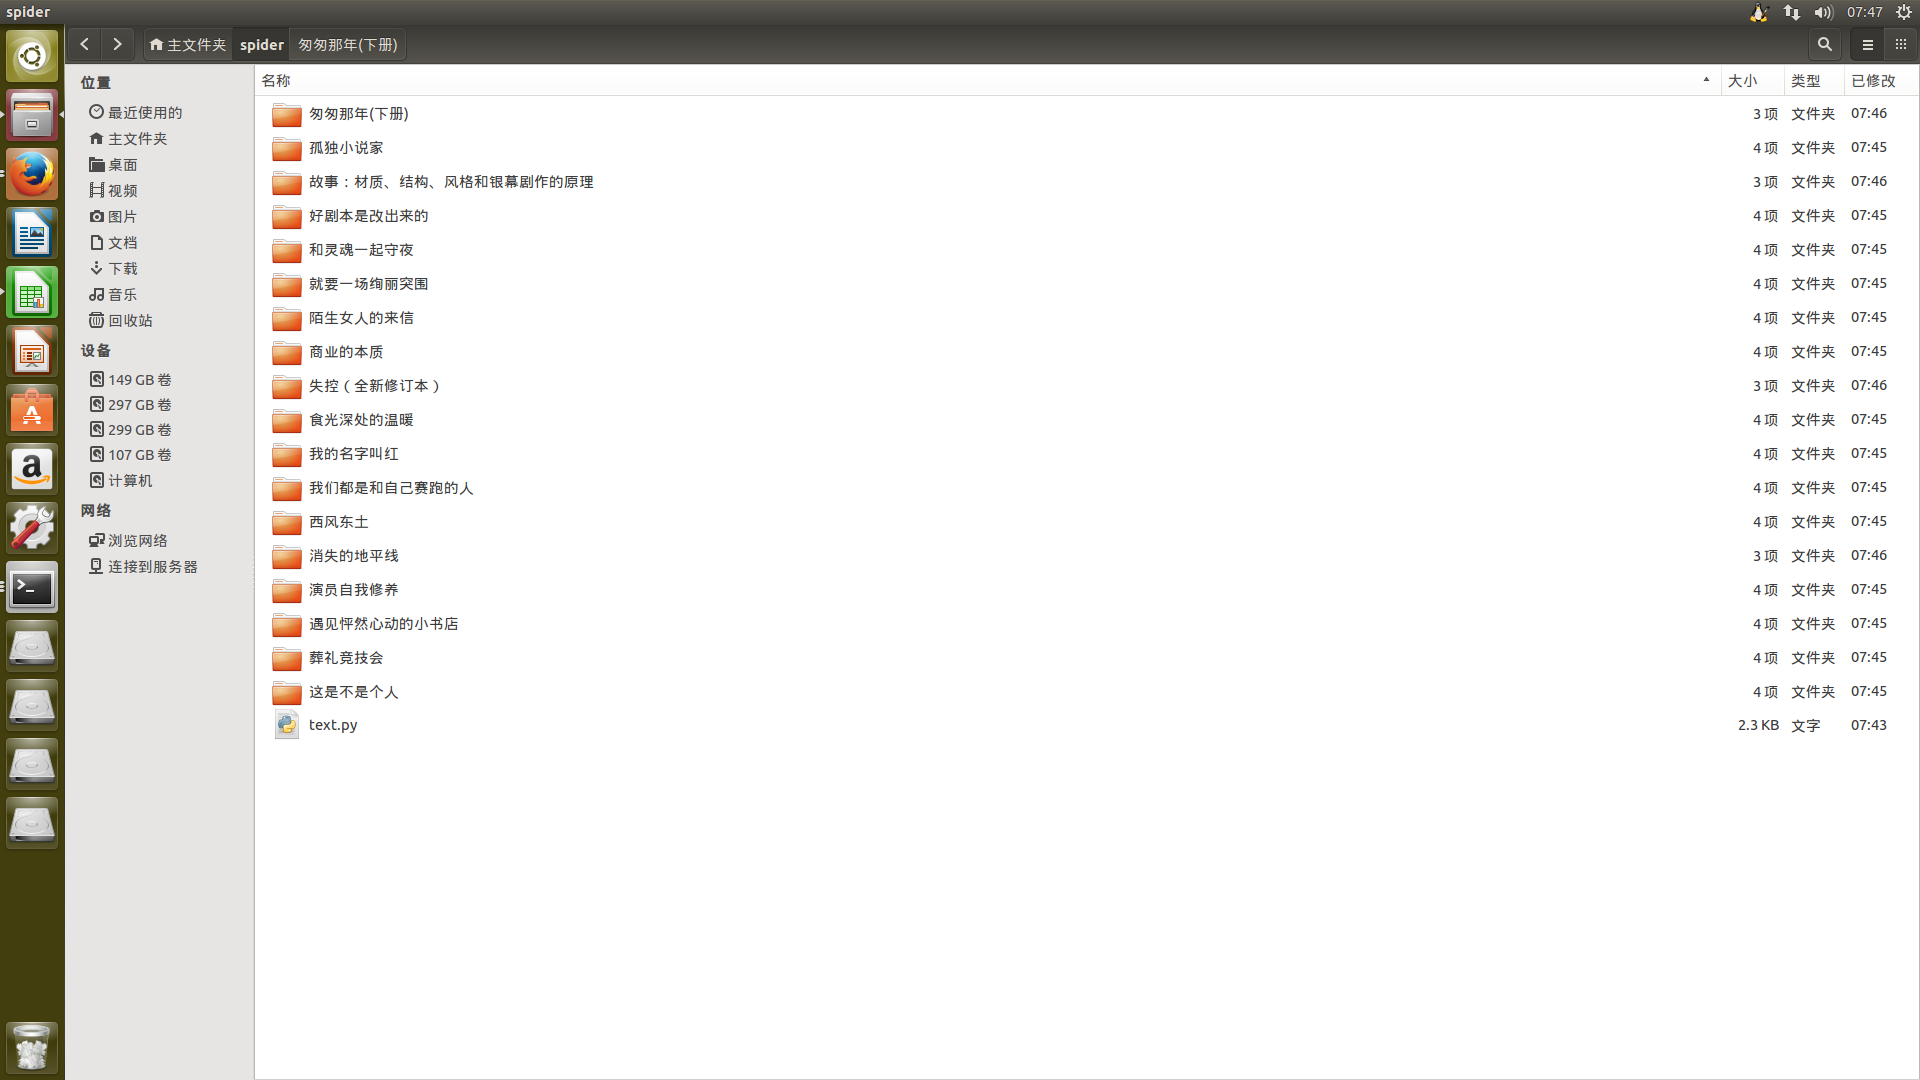 spider
07:47
主文件夹 spider 匆匆那年(下册)
位置
最近使用的
主文件夹
桌面
视频
图片
文档
下载
音乐
回收站
设备
149 GB 卷
297 GB 卷
299 GB 卷
107 GB 卷
计算机
网络
浏览网络
连接到服务器
名称 大小 类型 已修改
匆匆那年(下册) 3 项 文件夹 07:46
孤独小说家 4 项 文件夹 07:45
故事：材质、结构、风格和银幕剧作的原理 3 项 文件夹 07:46
好剧本是改出来的 4 项 文件夹 07:45
和灵魂一起守夜 4 项 文件夹 07:45
就要一场绚丽突围 4 项 文件夹 07:45
陌生女人的来信 4 项 文件夹 07:45
商业的本质 4 项 文件夹 07:45
失控（全新修订本） 3 项 文件夹 07:46
食光深处的温暖 4 项 文件夹 07:45
我的名字叫红 4 项 文件夹 07:45
我们都是和自己赛跑的人 4 项 文件夹 07:45
西风东土 4 项 文件夹 07:45
消失的地平线 3 项 文件夹 07:46
演员自我修养 4 项 文件夹 07:45
遇见怦然心动的小书店 4 项 文件夹 07:45
葬礼竞技会 4 项 文件夹 07:45
这是不是个人 4 项 文件夹 07:45
text.py 2.3 KB 文字 07:43